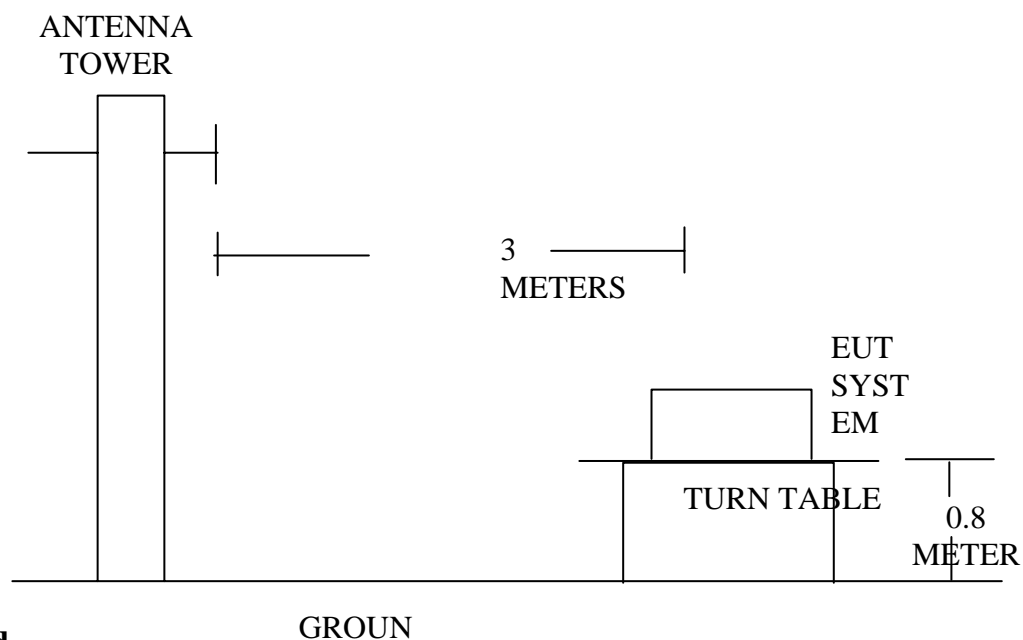 ANTENNA
TOWER
3
METERS
EUT
SYST
EM
TURN TABLE
0.8
METER
GROUN